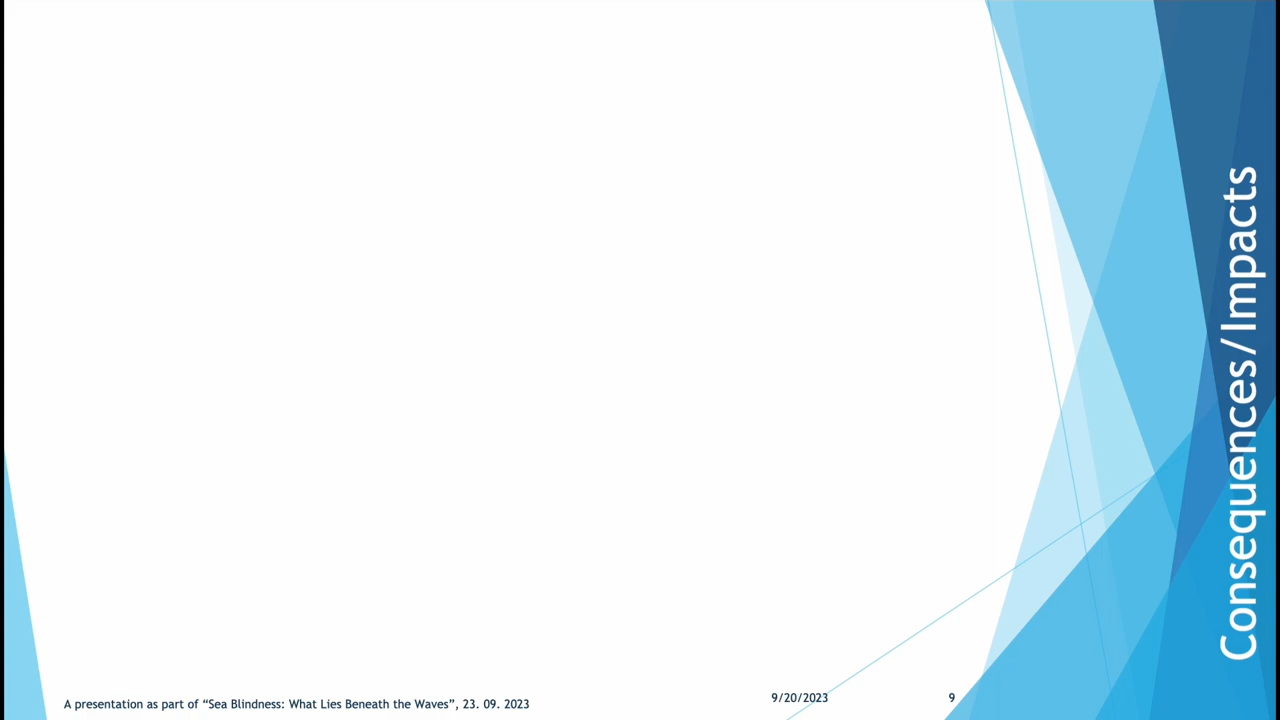 Consequences/Impacts
A presentation as part of “Sea Blindness: What Lies Beneath the Waves”, 23. 09. 2023
9/20/2023
9